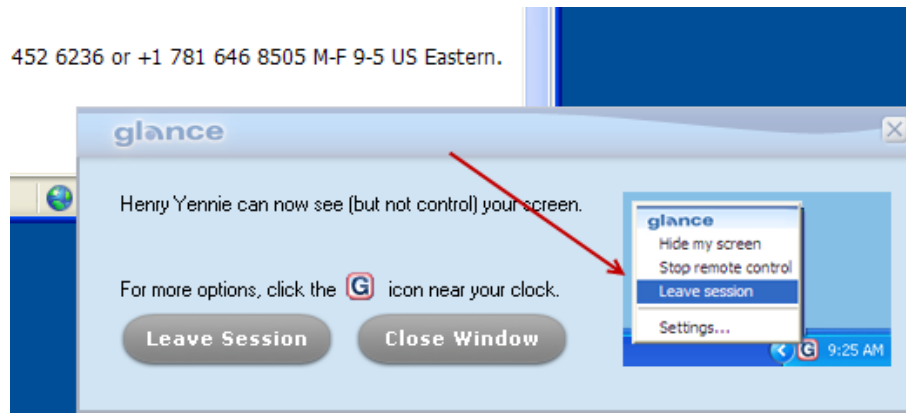 452 6236 or +1 781 646 8505 M-F 9-5 US Eastern.
glance
Henry Yennie can now see (but not control) your screen.
For more options, click the G icon near your clock.
Leave Session
Close Window
glance
Hide my screen
Stop remote control
Leave session
Settings...
G 9:25 AM